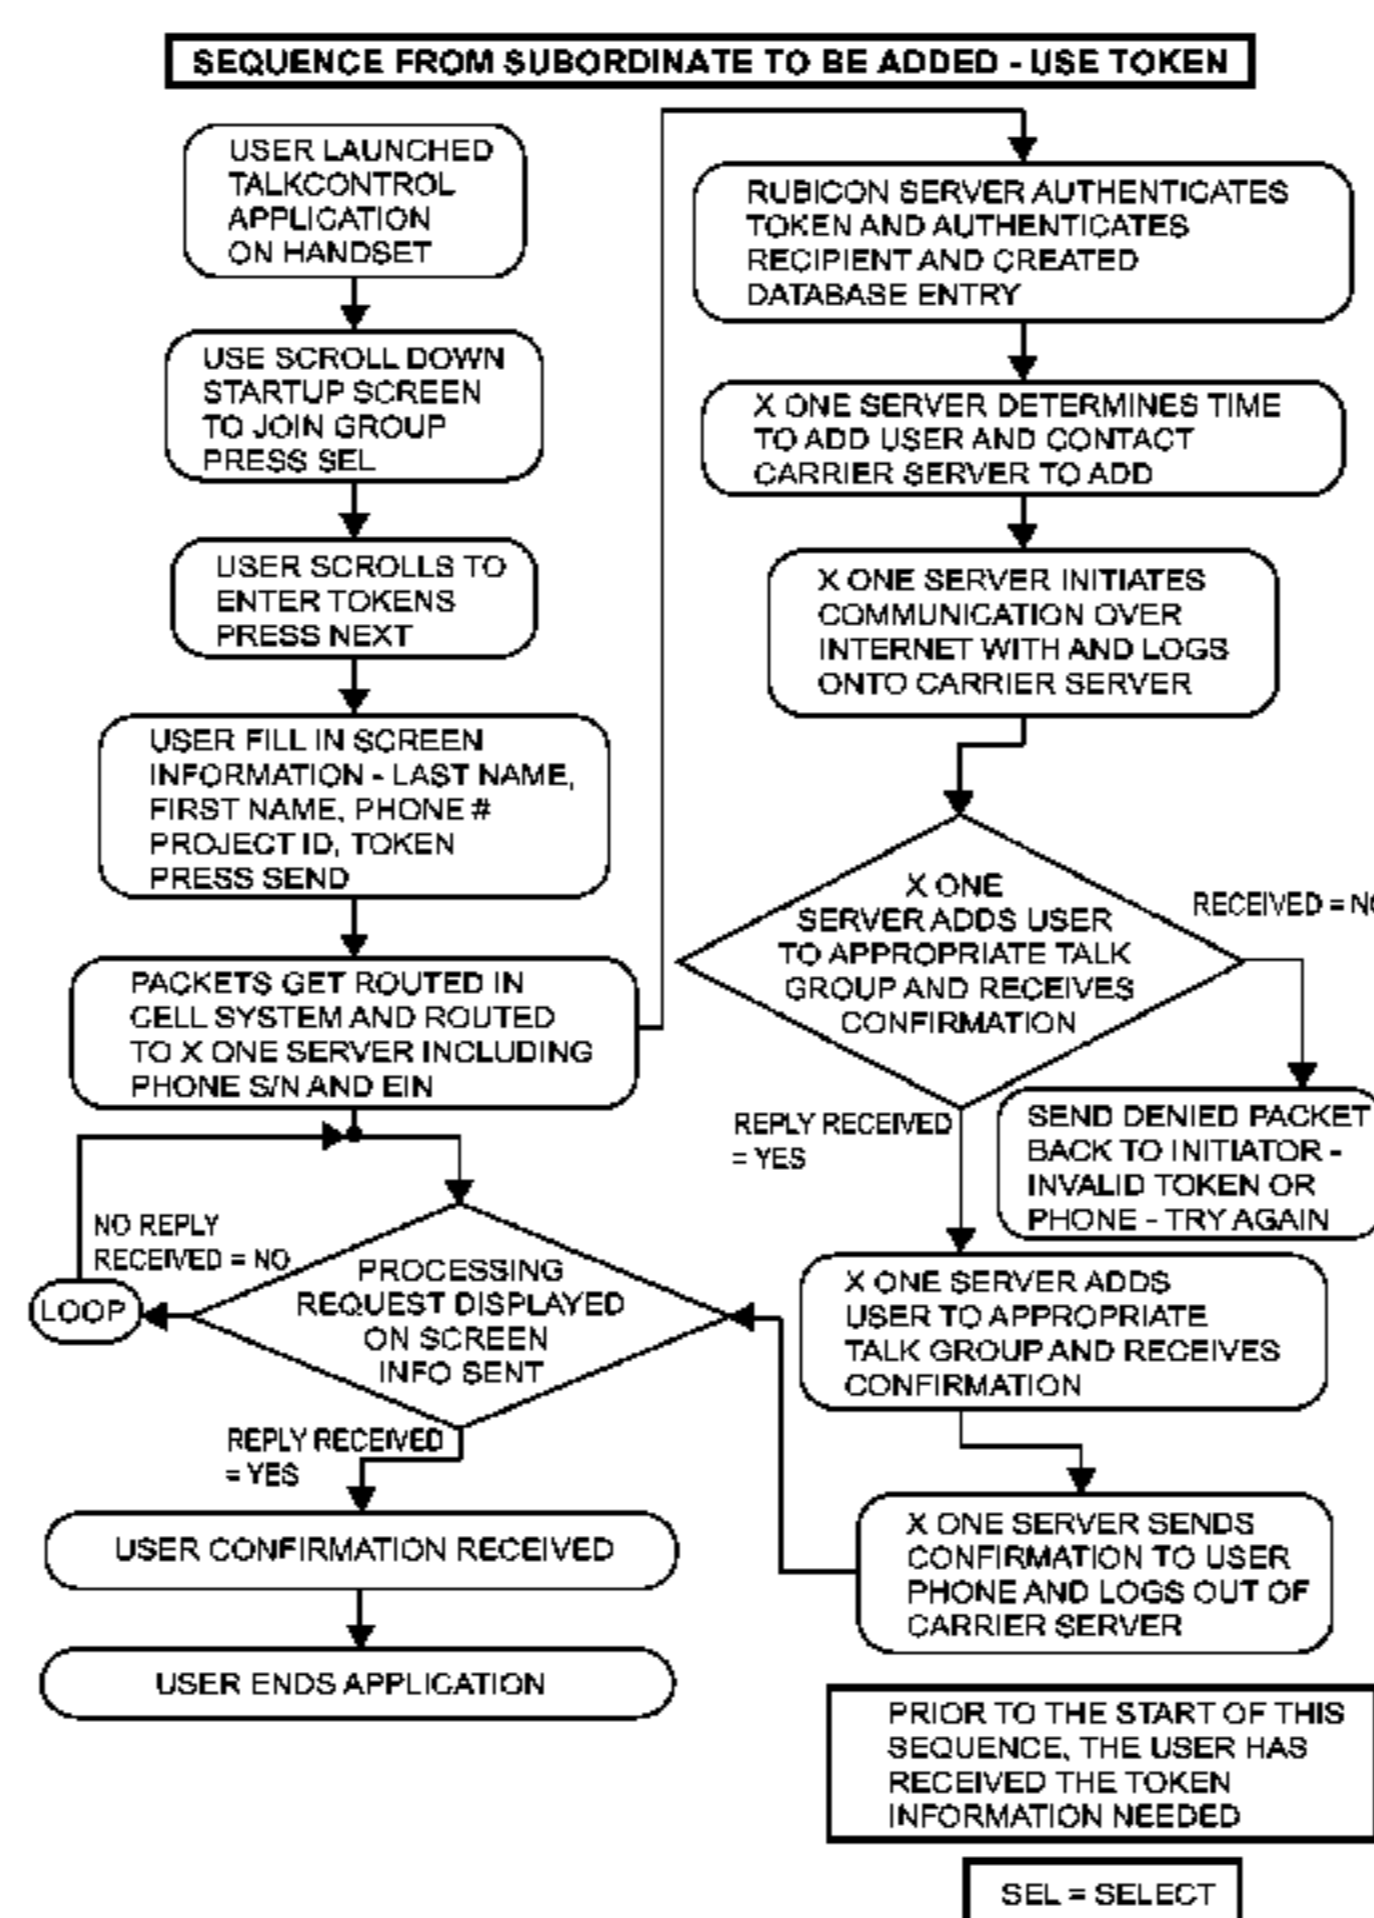 SEQUENCE FROM SUBORDINATE TO BE ADDED - USE TOKEN
USER LAUNCHED
TALKCONTROL
APPLICATION
ON HANDSET
USE SCROLL DOWN
STARTUP SCREEN
TO JOIN GROUP
PRESS SEL
USER SCROLLS TO
ENTER TOKENS
PRESS NEXT
USER FILL IN SCREEN
INFORMATION - LAST NAME,
FIRST NAME, PHONE #
PROJECT ID, TOKEN
PRESS SEND
PACKETS GET ROUTED IN
CELL SYSTEM AND ROUTED
TO X ONE SERVER INCLUDING
PHONE S/N AND EIN
NO REPLY
RECEIVED = NO
LOOP
PROCESSING
REQUEST DISPLAYED
ON SCREEN
INFO SENT
REPLY RECEIVED
= YES
USER CONFIRMATION RECEIVED
USER ENDS APPLICATION
RUBICON SERVER AUTHENTICATES
TOKEN AND AUTHENTICATES
RECIPIENT AND CREATED
DATABASE ENTRY
X ONE SERVER DETERMINES TIME
TO ADD USER AND CONTACT
CARRIER SERVER TO ADD
X ONE SERVER INITIATES
COMMUNICATION OVER
INTERNET WITH AND LOGS
ONTO CARRIER SERVER
X ONE
SERVER ADDS USER
TO APPROPRIATE TALK
GROUP AND RECEIVES
CONFIRMATION
RECEIVED = NO
REPLY RECEIVED
= YES
SEND DENIED PACKET
BACK TO INITIATOR -
INVALID TOKEN OR
PHONE - TRY AGAIN
X ONE SERVER ADDS
USER TO APPROPRIATE
TALK GROUP AND RECEIVES
CONFIRMATION
X ONE SERVER SENDS
CONFIRMATION TO USER
PHONE AND LOGS OUT OF
CARRIER SERVER
PRIOR TO THE START OF THIS
SEQUENCE, THE USER HAS
RECEIVED THE TOKEN
INFORMATION NEEDED
SEL = SELECT